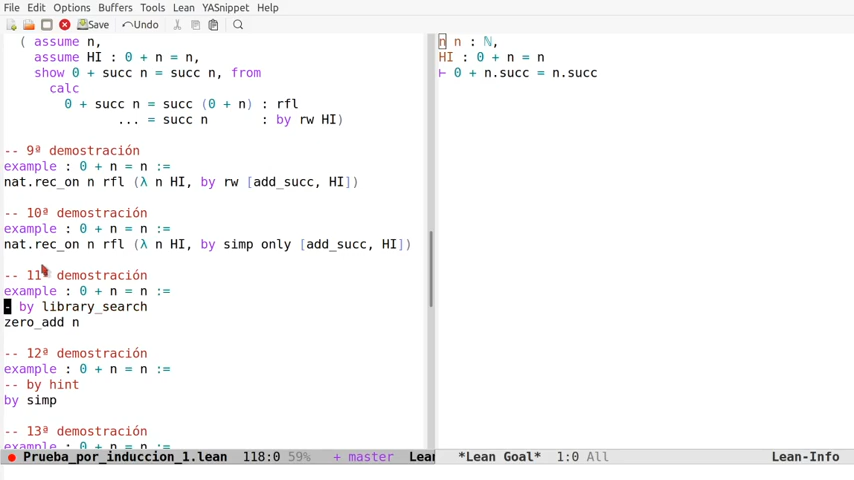 File Edit Options Buffers Tools Lean YASnippet Help
Save Undo
( assume n,
assume HI : 0 + n = n,
show 0 + succ n = succ n, from
calc
0 + succ n = succ (0 + n) : rfl
... = succ n : by rw HI)
-- 9ª demostración
example : 0 + n = n :=
nat.rec_on n rfl (λ n HI, by rw [add_succ, HI])
-- 10ª demostración
example : 0 + n = n :=
nat.rec_on n rfl (λ n HI, by simp only [add_succ, HI])
-- 11ª demostración
example : 0 + n = n :=
- by library_search
zero_add n
-- 12ª demostración
example : 0 + n = n :=
-- by hint
by simp
-- 13ª demostración
example : 0 + n = n :=
Prueba_por_induccion_1.lean 118:0 59% + master Lean
n n : ℕ,
HI : 0 + n = n
⊢ 0 + n.succ = n.succ
*Lean Goal* 1:0 All Lean-Info